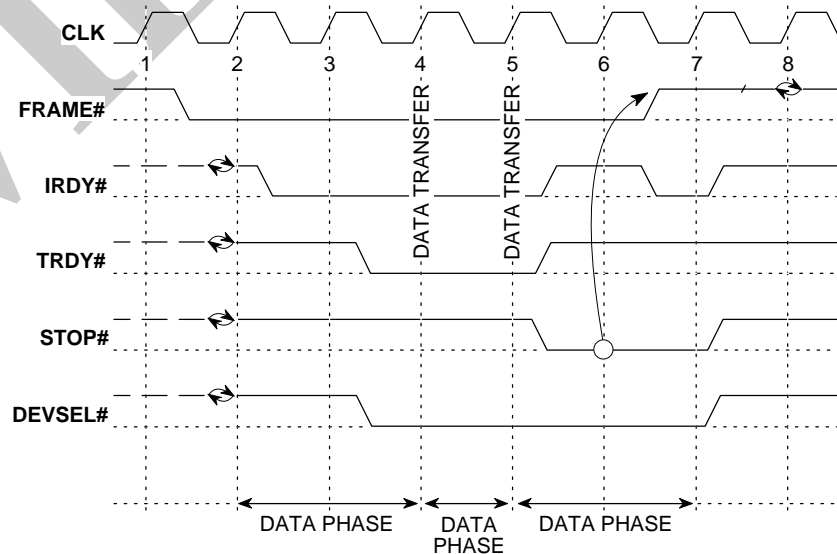 CLK
1 2 3 4 5 6 7 8
FRAME#
IRDY#
TRDY#
STOP#
DEVSEL#
DATA TRANSFER
DATA TRANSFER
DATA PHASE
DATA
PHASE
DATA PHASE